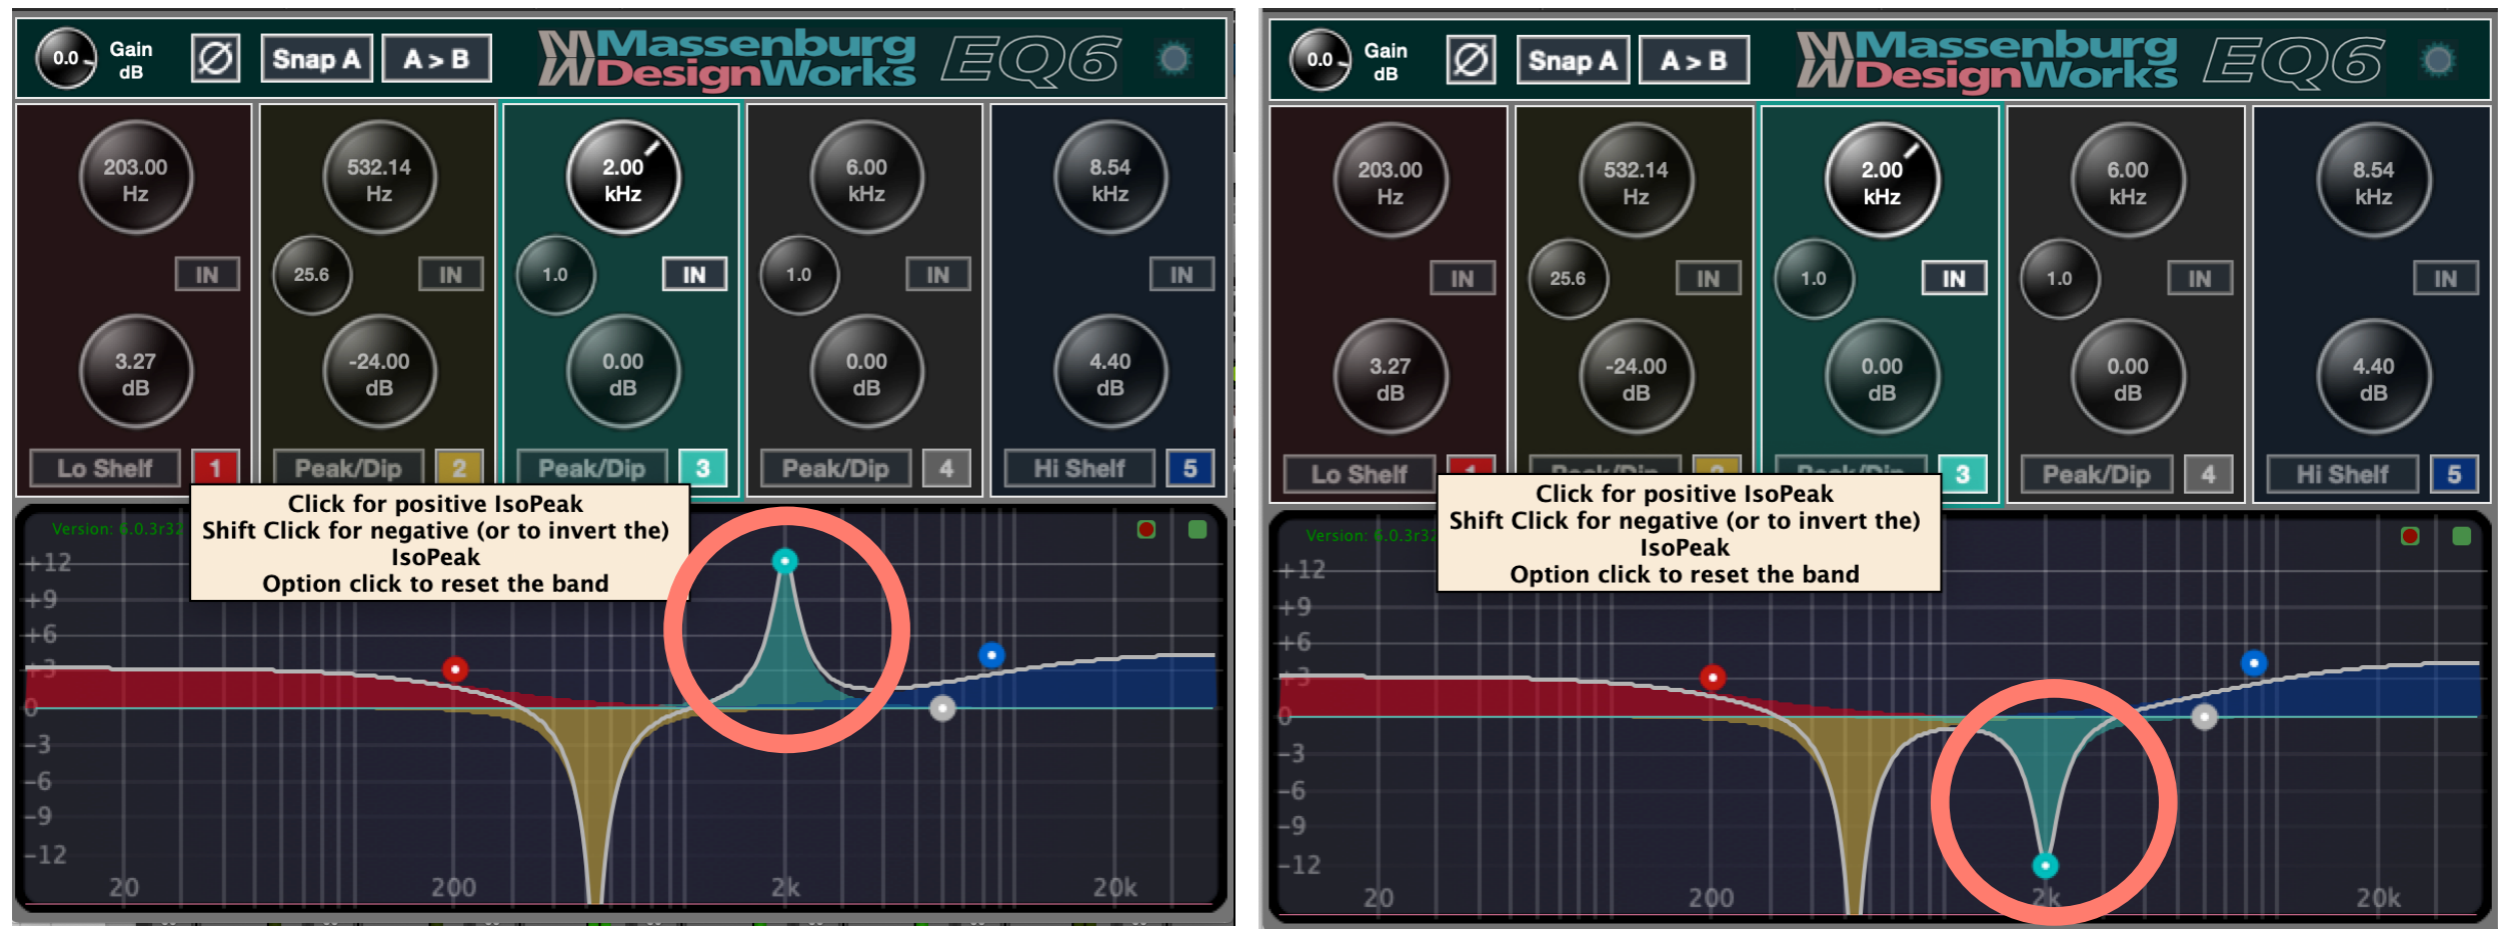 0.0 Gain dB Ø Snap A A > B Massenburg DesignWorks EQ6
203.00 Hz
532.14 Hz
2.00 kHz
6.00 kHz
8.54 kHz
IN
25.6 IN
1.0 IN
1.0 IN
IN
3.27 dB
-24.00 dB
0.00 dB
0.00 dB
4.40 dB
Lo Shelf 1
Peak/Dip 2
Peak/Dip 3
Peak/Dip 4
Hi Shelf 5
Click for positive IsoPeak
Shift Click for negative (or to invert the)
IsoPeak
Option click to reset the band
Version: 6.0.3r32
+12
+9
+6
+3
0
-3
-6
-9
-12
20 200 2k 20k
0.0 Gain dB Ø Snap A A > B Massenburg DesignWorks EQ6
203.00 Hz
532.14 Hz
2.00 kHz
6.00 kHz
8.54 kHz
IN
25.6 IN
1.0 IN
1.0 IN
IN
3.27 dB
-24.00 dB
0.00 dB
0.00 dB
4.40 dB
Lo Shelf 1
Peak/Dip 2
Peak/Dip 3
Peak/Dip 4
Hi Shelf 5
Click for positive IsoPeak
Shift Click for negative (or to invert the)
IsoPeak
Option click to reset the band
Version: 6.0.3r32
+12
+9
+6
+3
0
-3
-6
-9
-12
20 200 2k 20k